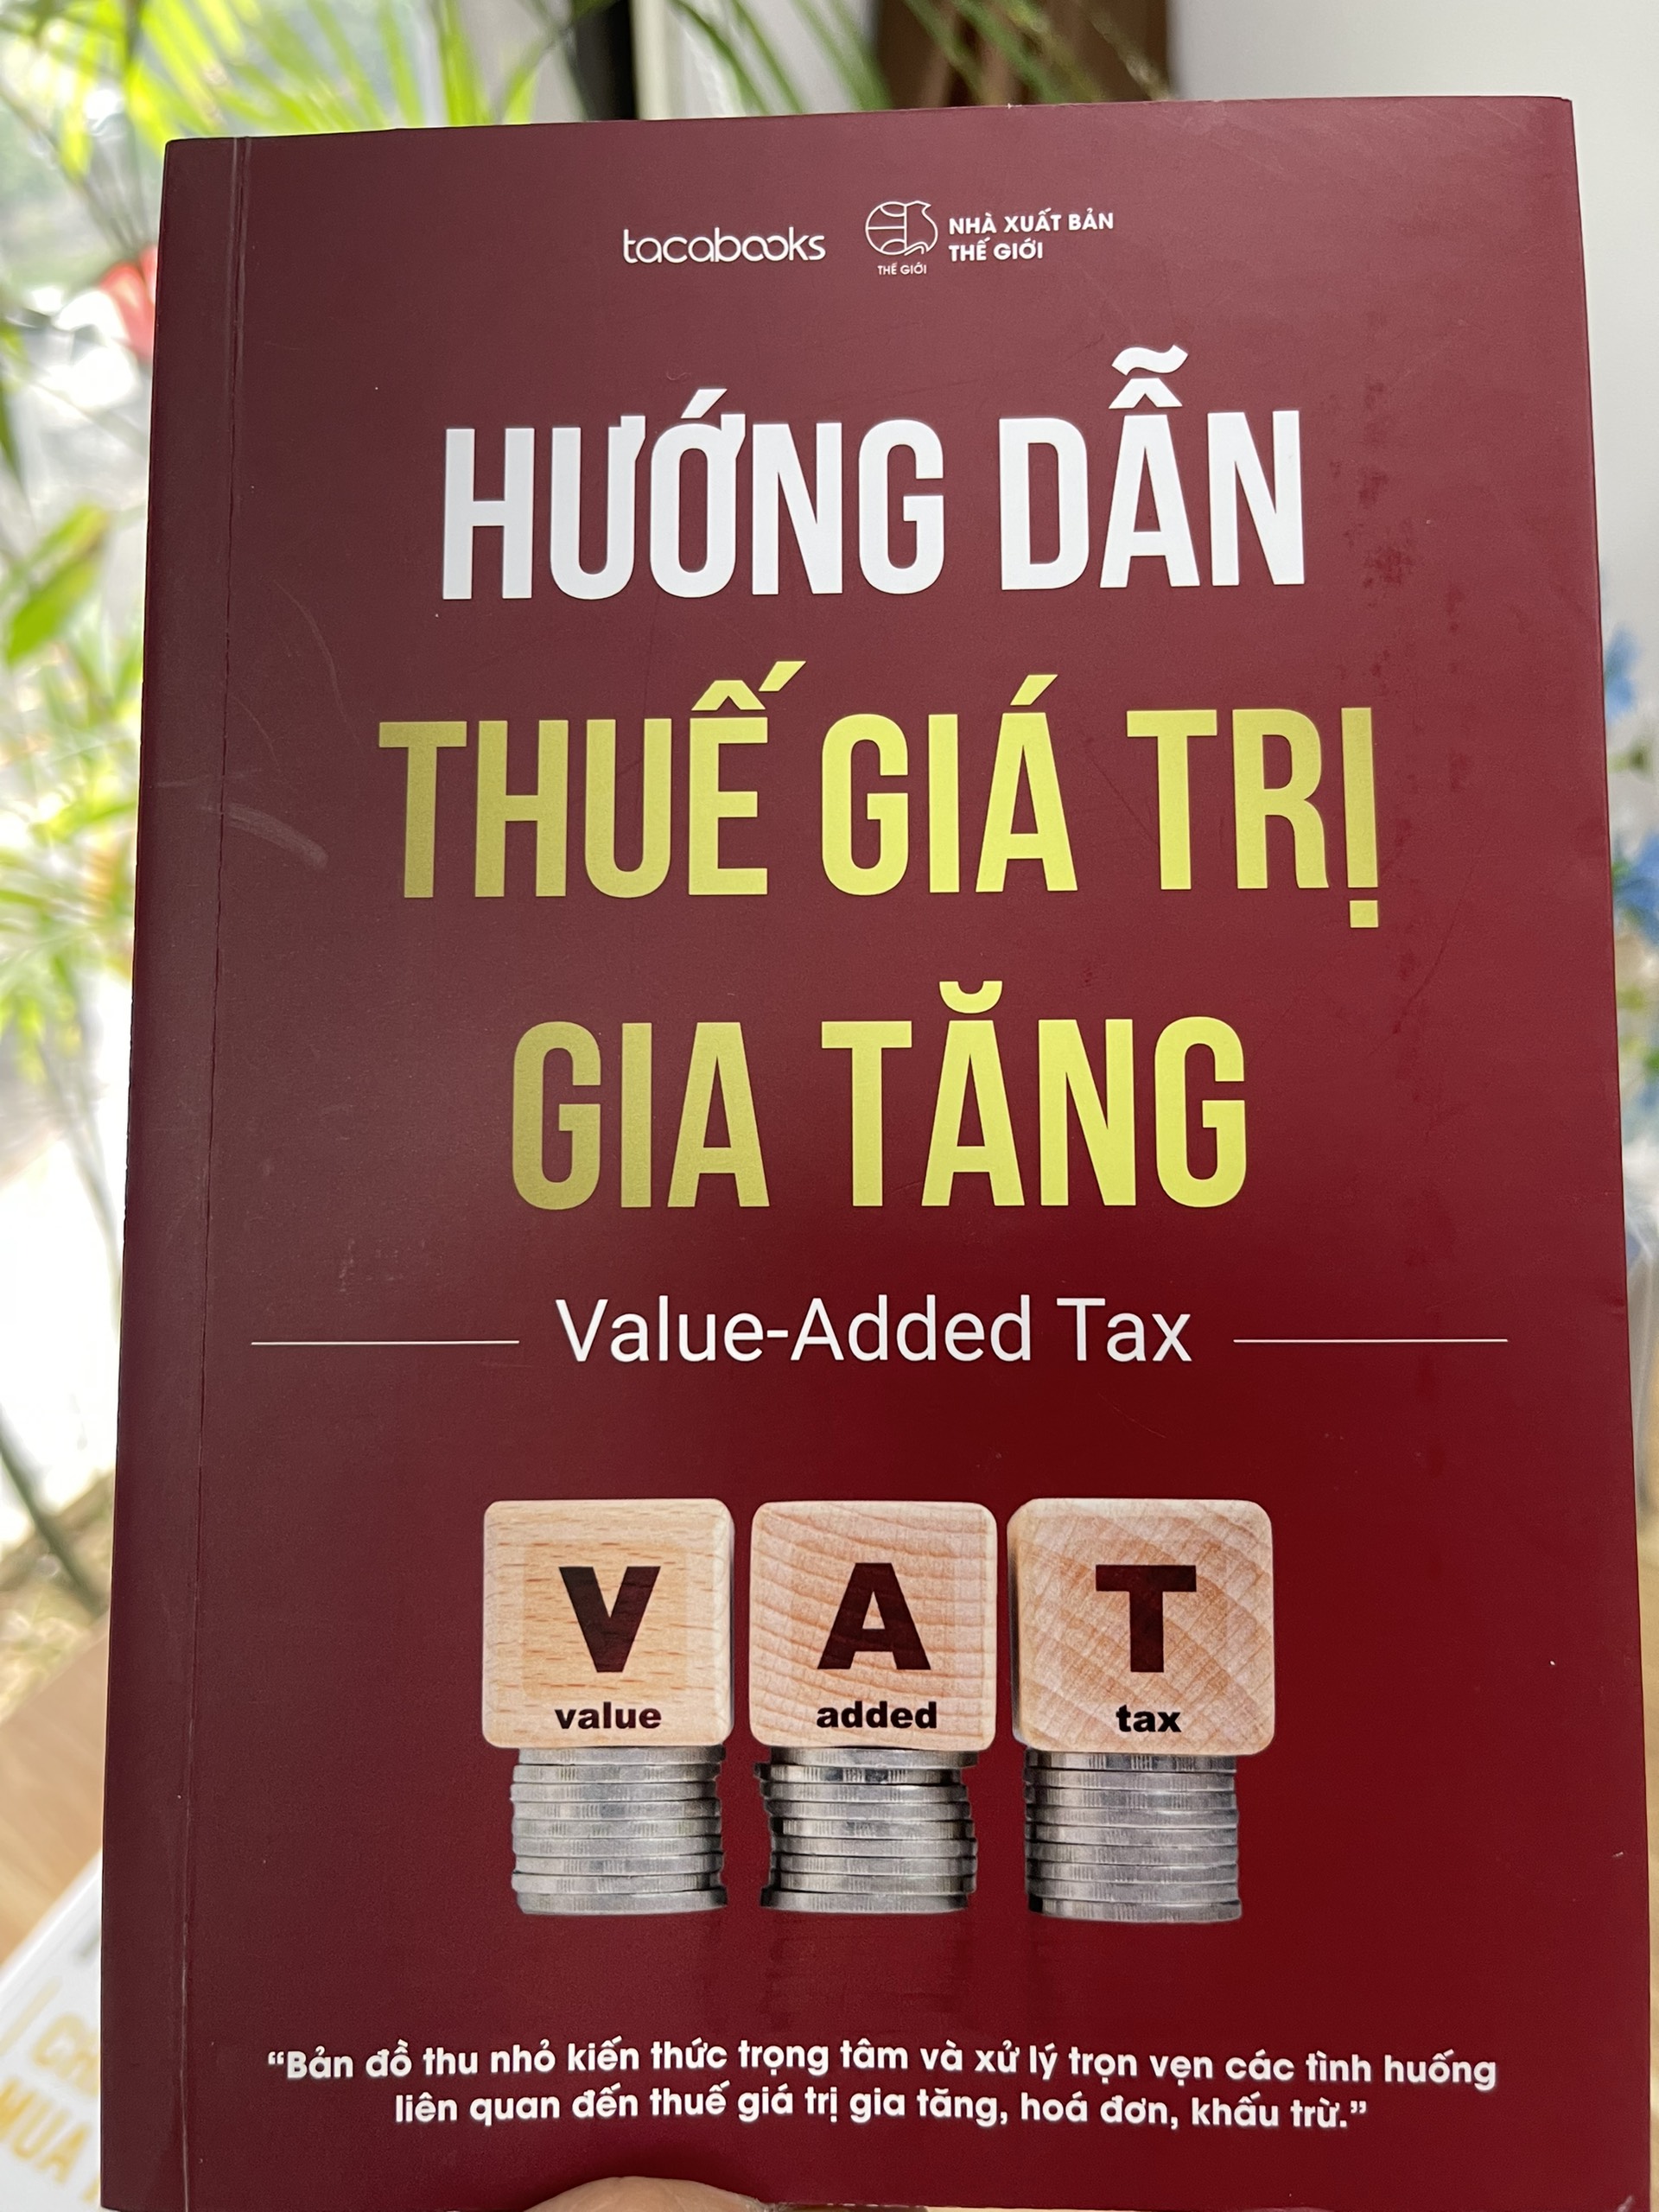 tacabooks
THẾ GIỚI
NHÀ XUẤT BẢN
THẾ GIỚI
HƯỚNG DẪN
THUẾ GIÁ TRỊ
GIA TĂNG
Value-Added Tax
V A T
value added tax
“Bản đồ thu nhỏ kiến thức trọng tâm và xử lý trọn vẹn các tình huống
liên quan đến thuế giá trị gia tăng, hoá đơn, khấu trừ.”
MUA